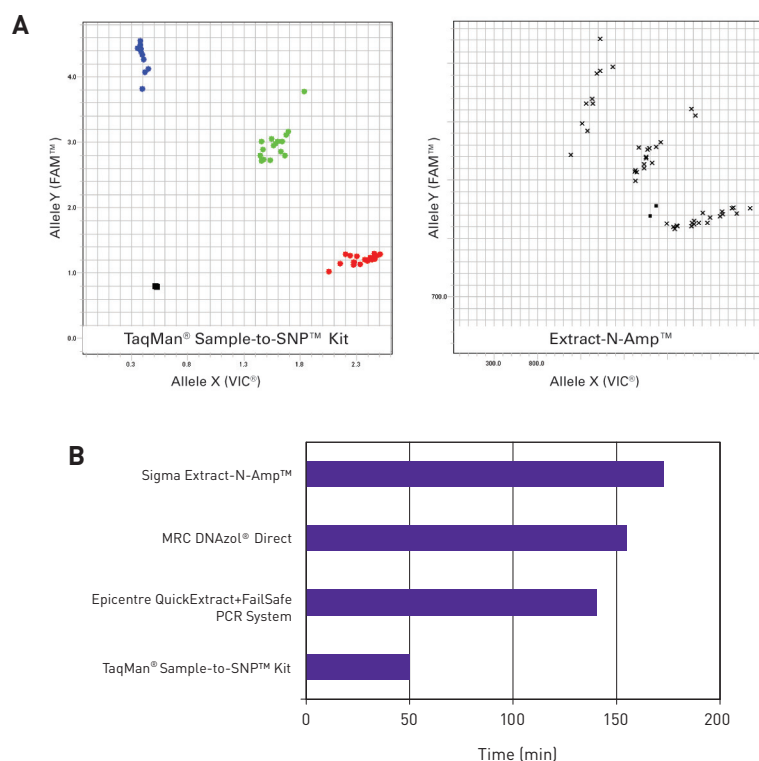 A
Allele Y (FAM™)
4.0
3.0
2.0
1.0
0.0
TaqMan® Sample-to-SNP™ Kit
0.3
0.8
1.3
1.8
2.3
Allele X (VIC®)
Allele Y (FAM™)
700.0
Extract-N-Amp™
300.0
800.0
Allele X (VIC®)
B
Sigma Extract-N-Amp™
MRC DNAzol® Direct
Epicentre QuickExtract+FailSafe
PCR System
TaqMan® Sample-to-SNP™ Kit
0
50
100
150
200
Time (min)